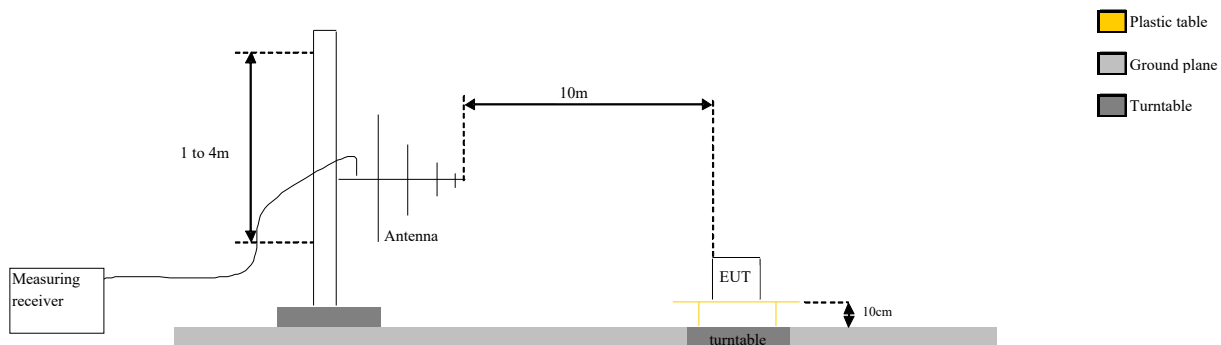 Plastic table
Ground plane
Turntable
10m
1 to 4m
Antenna
Measuring
receiver
EUT
10cm
turntable